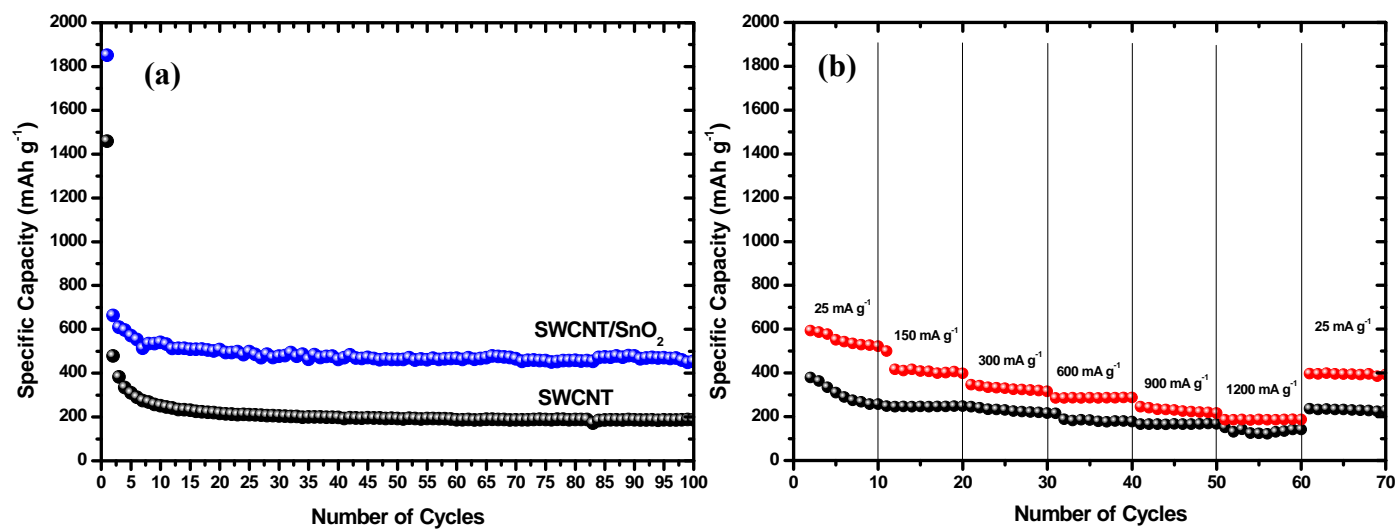 (a)
Specific Capacity (mAh g⁻¹)
2000
1800
1600
1400
1200
1000
800
600
400
200
0
SWCNT/SnO₂
SWCNT
0 5 10 15 20 25 30 35 40 45 50 55 60 65 70 75 80 85 90 95 100
Number of Cycles
(b)
Specific Capacity (mAh g⁻¹)
2000
1800
1600
1400
1200
1000
800
600
400
200
0
25 mA g⁻¹
150 mA g⁻¹
300 mA g⁻¹
600 mA g⁻¹
900 mA g⁻¹
1200 mA g⁻¹
25 mA g⁻¹
0 10 20 30 40 50 60 70
Number of Cycles